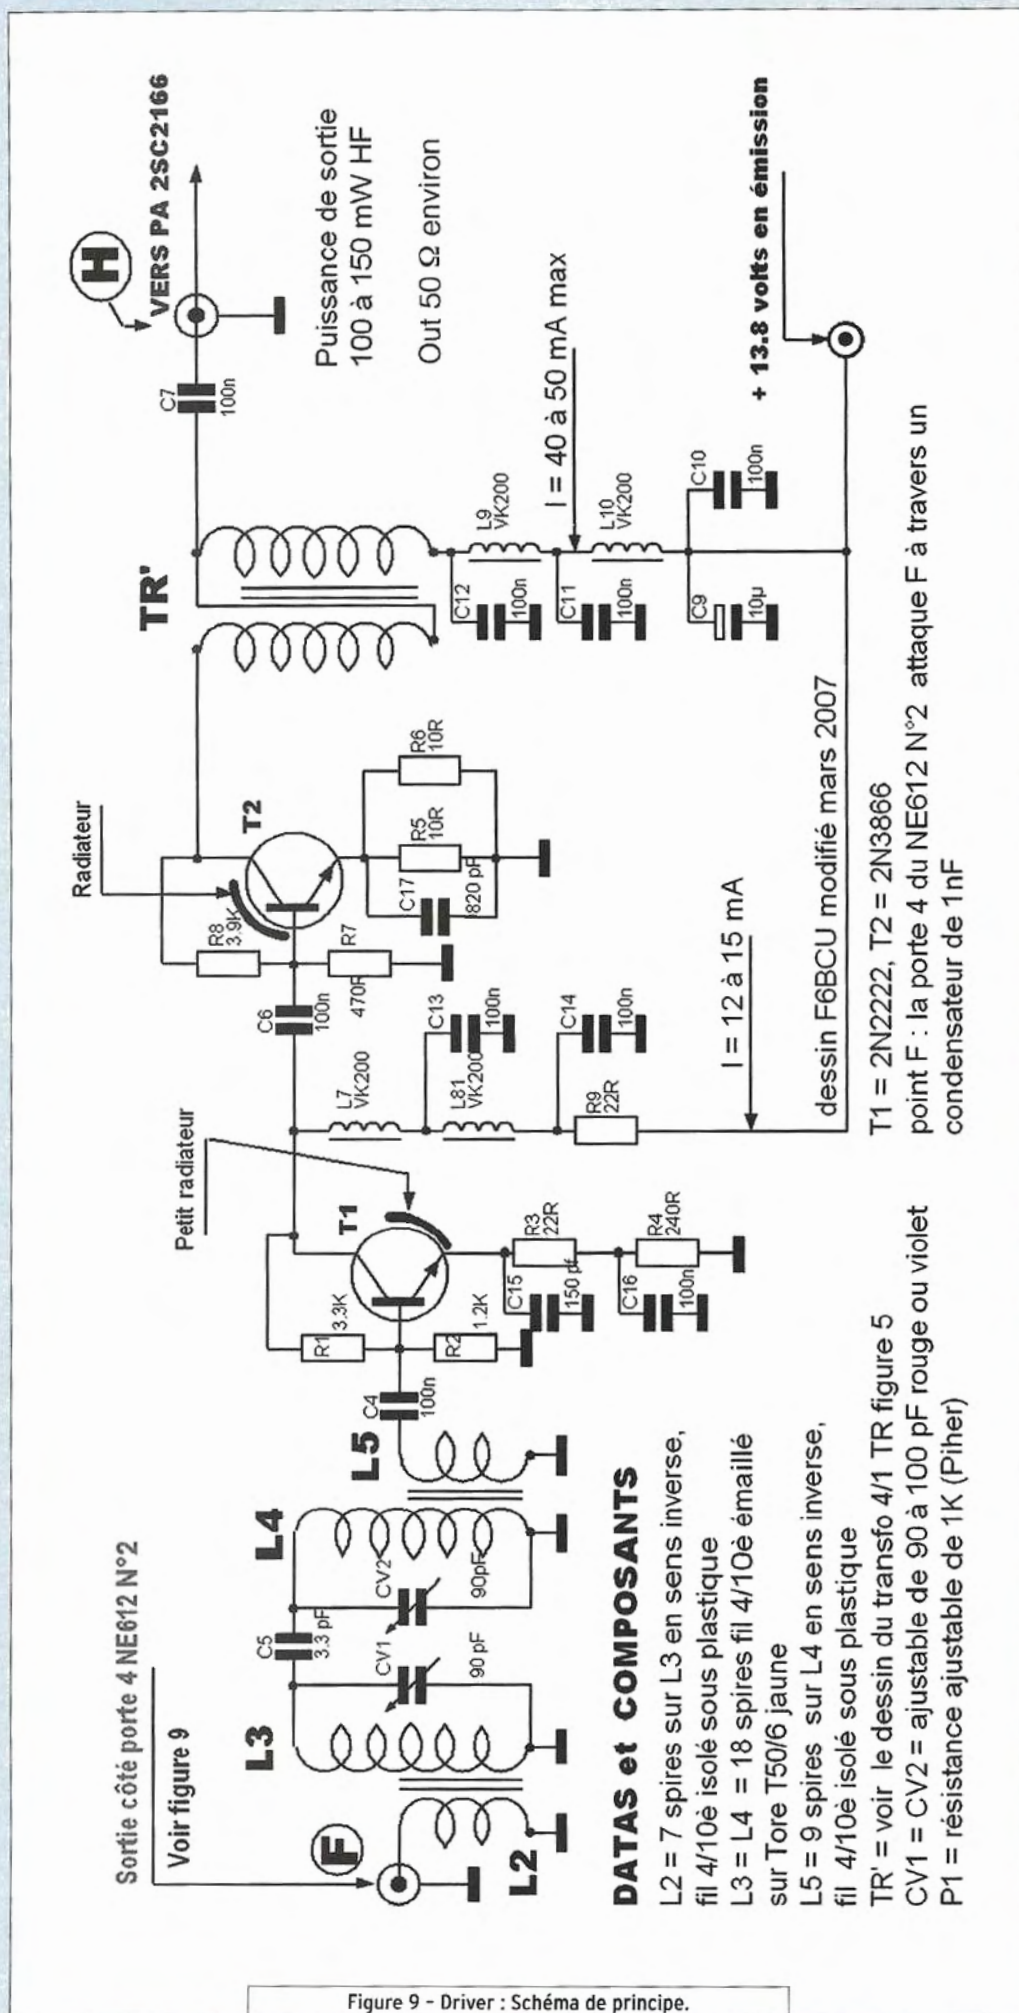 Sortie côté porte 4 NE612 N°2
Voir figure 9
F
L2
L3
L4
L5
C5
3.3 pF
CV1
90 pF
CV2
90pF
C4
100n
R1
3.3K
R2
1.2K
T1
Petit radiateur
C15
150 pf
R3
22R
C16
100n
R4
240R
L7
VK200
C13
100n
L81
VK200
C14
100n
R9
22R
I = 12 à 15 mA
C6
100n
R8
3.9K
R7
470R
Radiateur
T2
C17
820 pF
R5
10R
R6
10R
TR'
C7
100n
H
VERS PA 2SC2166
Puissance de sortie
100 à 150 mW HF
Out 50 Ω environ
L9
VK200
C12
100n
I = 40 à 50 mA max
L10
VK200
C11
100n
C10
100n
C9
10µ
+ 13.8 volts en émission
dessin F6BCU modifié mars 2007
DATAS et COMPOSANTS
L2 = 7 spires sur L3 en sens inverse,
fil 4/10è isolé sous plastique
L3 = L4 = 18 spires fil 4/10è émaillé
sur Tore T50/6 jaune
L5 = 9 spires sur L4 en sens inverse,
fil 4/10è isolé sous plastique
TR' = voir le dessin du transfo 4/1 TR figure 5
CV1 = CV2 = ajustable de 90 à 100 pF rouge ou violet
P1 = résistance ajustable de 1K (Piher)
T1 = 2N2222, T2 = 2N3866
point F : la porte 4 du NE612 N°2 attaque F à travers un
condensateur de 1nF
Figure 9 - Driver : Schéma de principe.